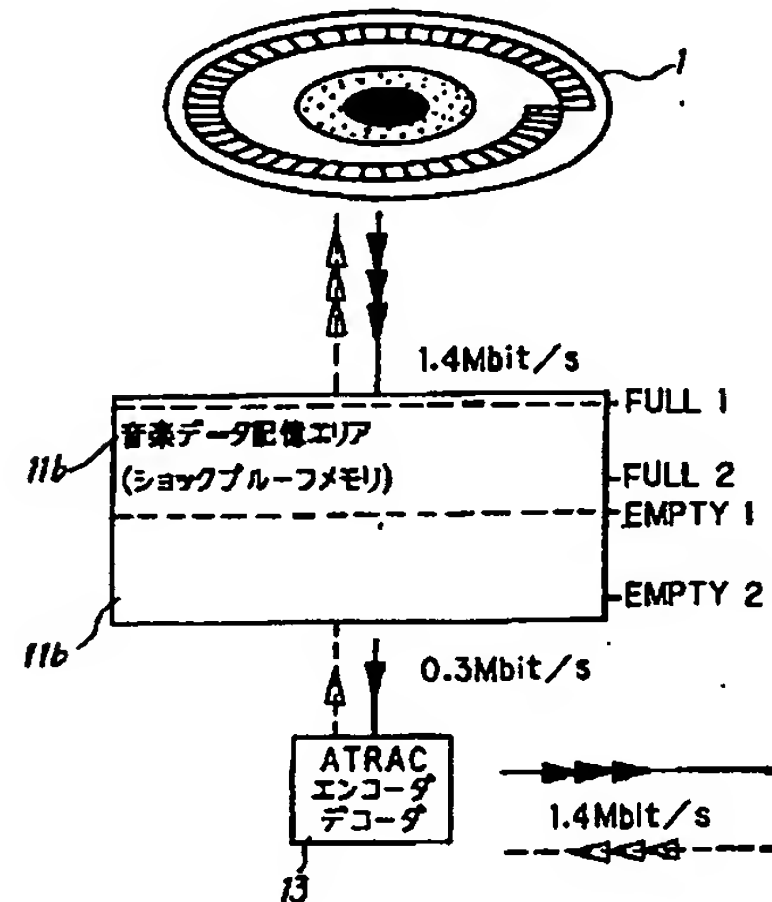 1
1.4Mbit/s
FULL 1
音楽データ記憶エリア
11b
(ショックプルーフメモリ)
FULL 2
EMPTY 1
EMPTY 2
11b
0.3Mbit/s
ATRAC
エンコーダ
デコーダ
1.4Mbit/s
13